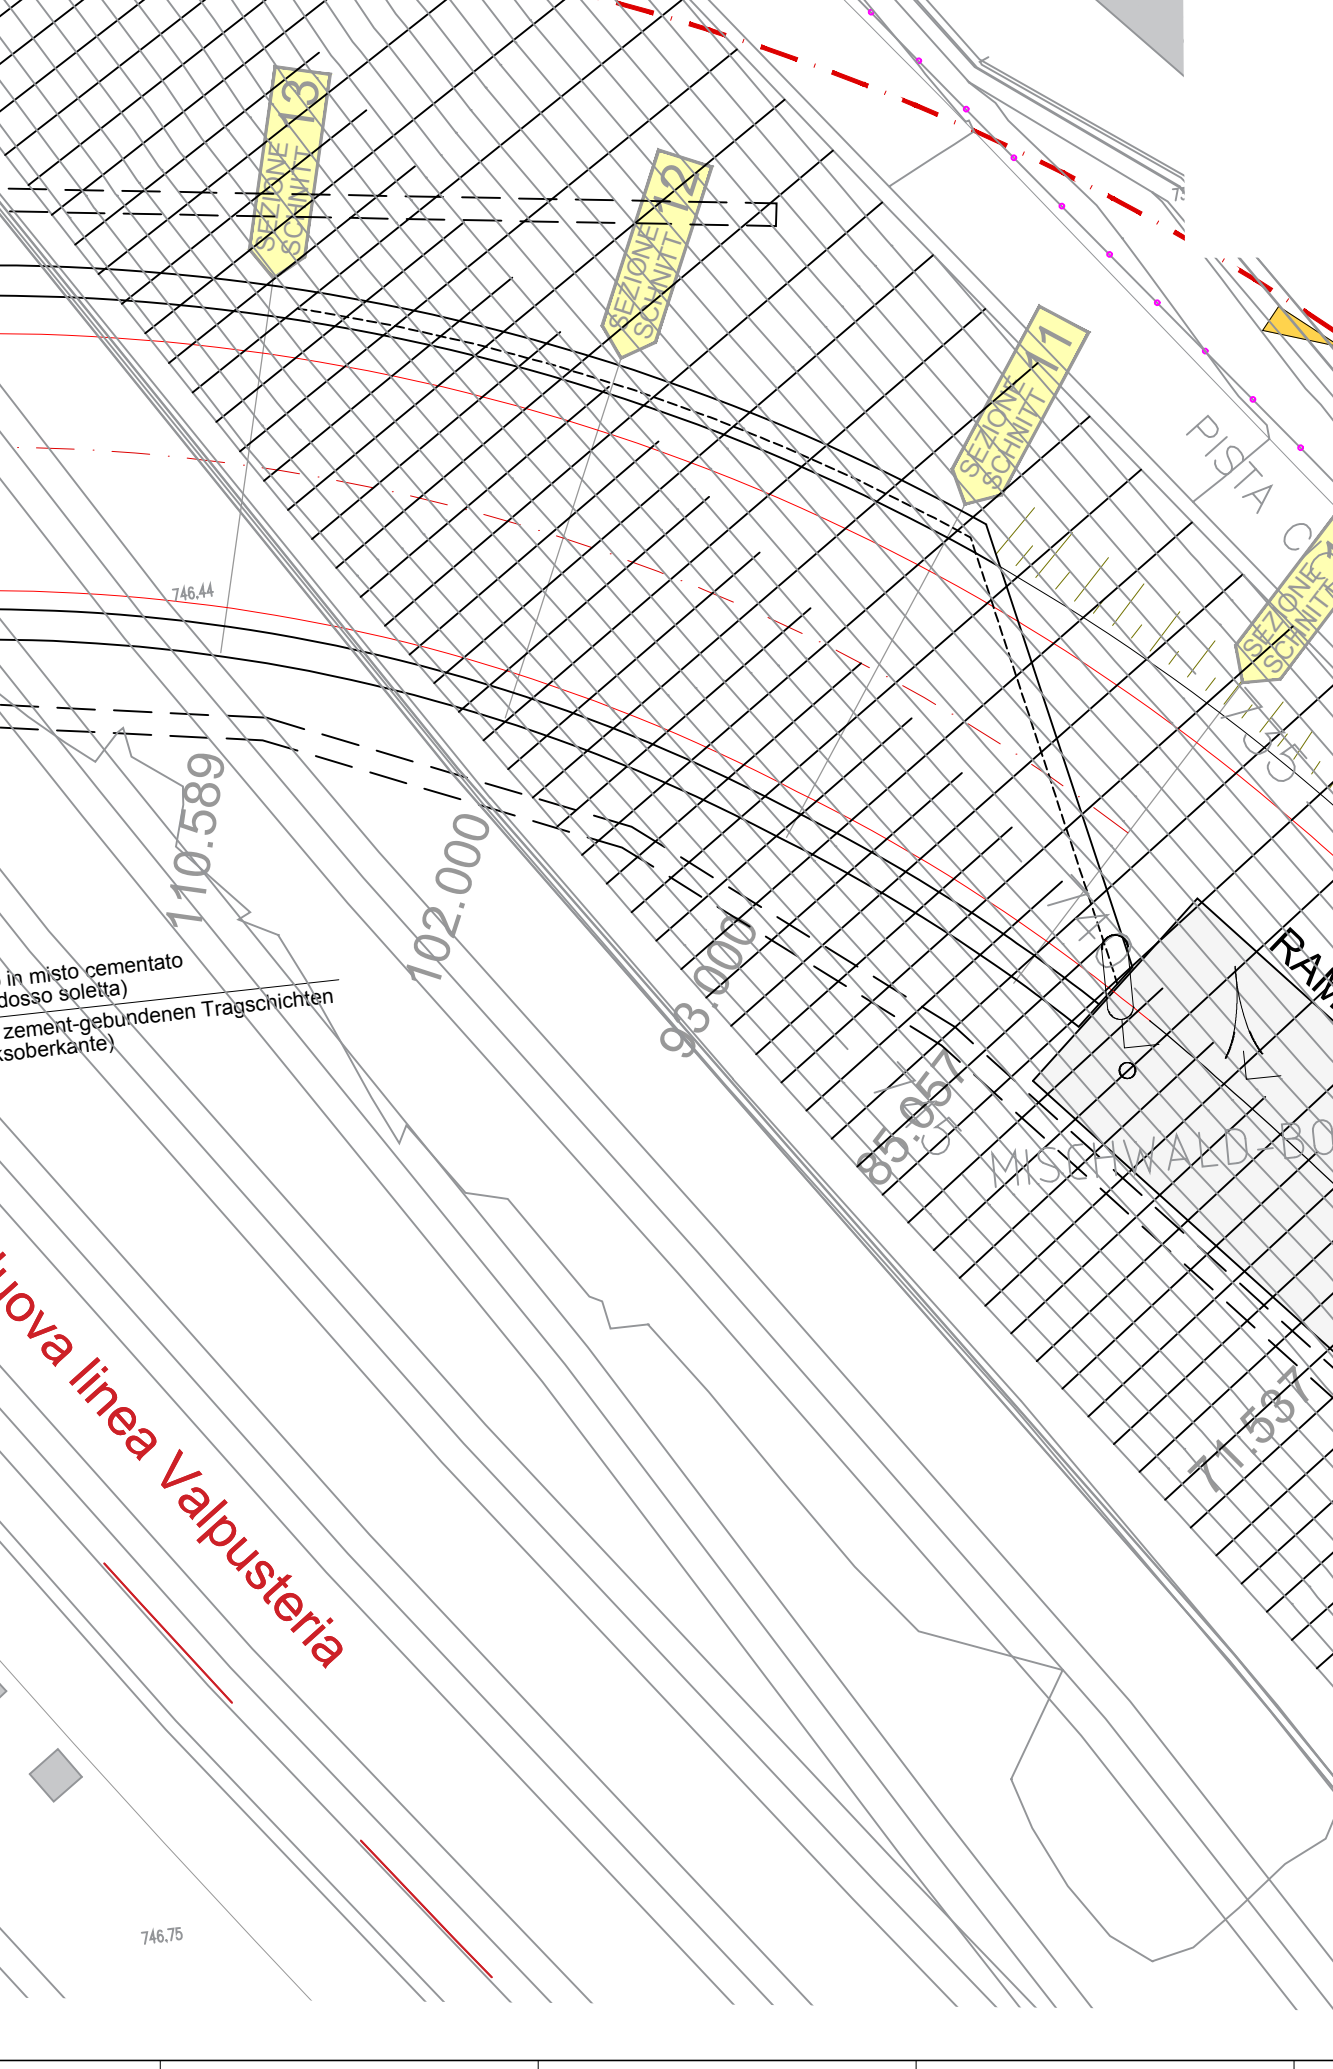 SEZIONE
SCHNITT 13
SEZIONE
SCHNITT 12
SEZIONE
SCHNITT 11
PISTA
SEZIONE
SCHNITT
746,44
110.589
102.000
93.000
85.057
71.537
RAM
MISCHWALD-BO
in misto cementato
dosso soletta)
zement-gebundenen Tragschichten
ksoberkante)
uova linea Valpusteria
746,75